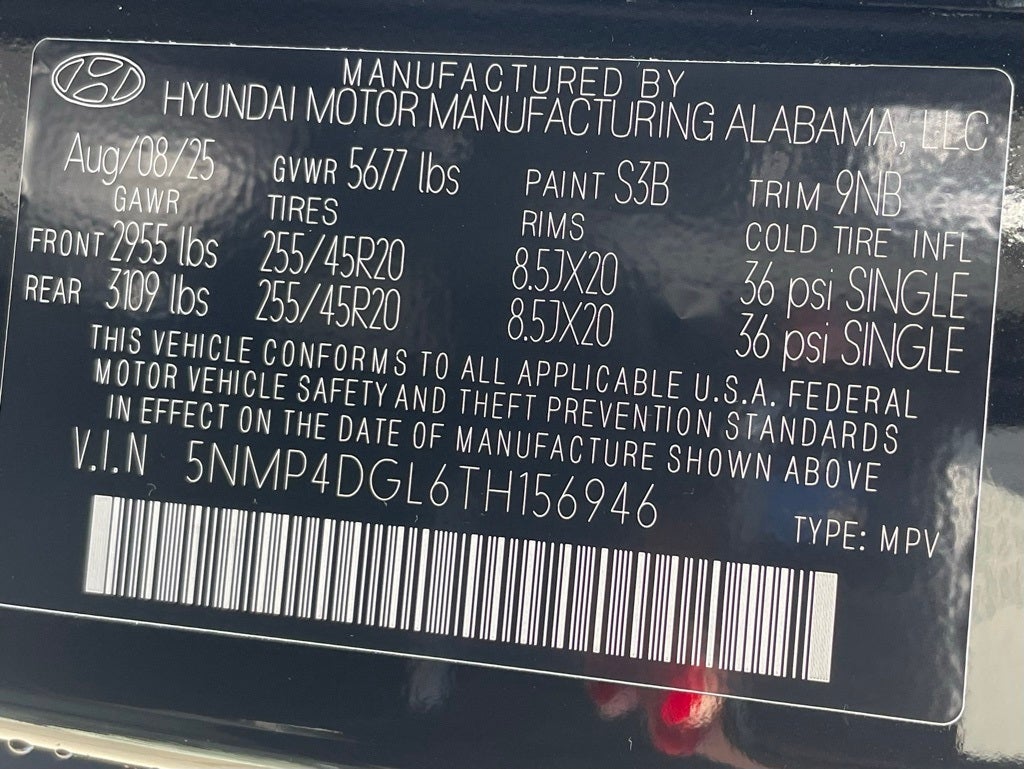 MANUFACTURED BY
HYUNDAI MOTOR MANUFACTURING ALABAMA, LLC
Aug/08/25 GVWR 5677 lbs PAINT S3B TRIM 9NB
GAWR TIRES RIMS COLD TIRE INFL
FRONT 2955 lbs 255/45R20 8.5JX20 36 psi SINGLE
REAR 3109 lbs 255/45R20 8.5JX20 36 psi SINGLE
THIS VEHICLE CONFORMS TO ALL APPLICABLE U.S.A. FEDERAL
MOTOR VEHICLE SAFETY AND THEFT PREVENTION STANDARDS
IN EFFECT ON THE DATE OF MANUFACTURE SHOWN ABOVE
V.I.N 5NMP4DGL6TH156946
TYPE: MPV